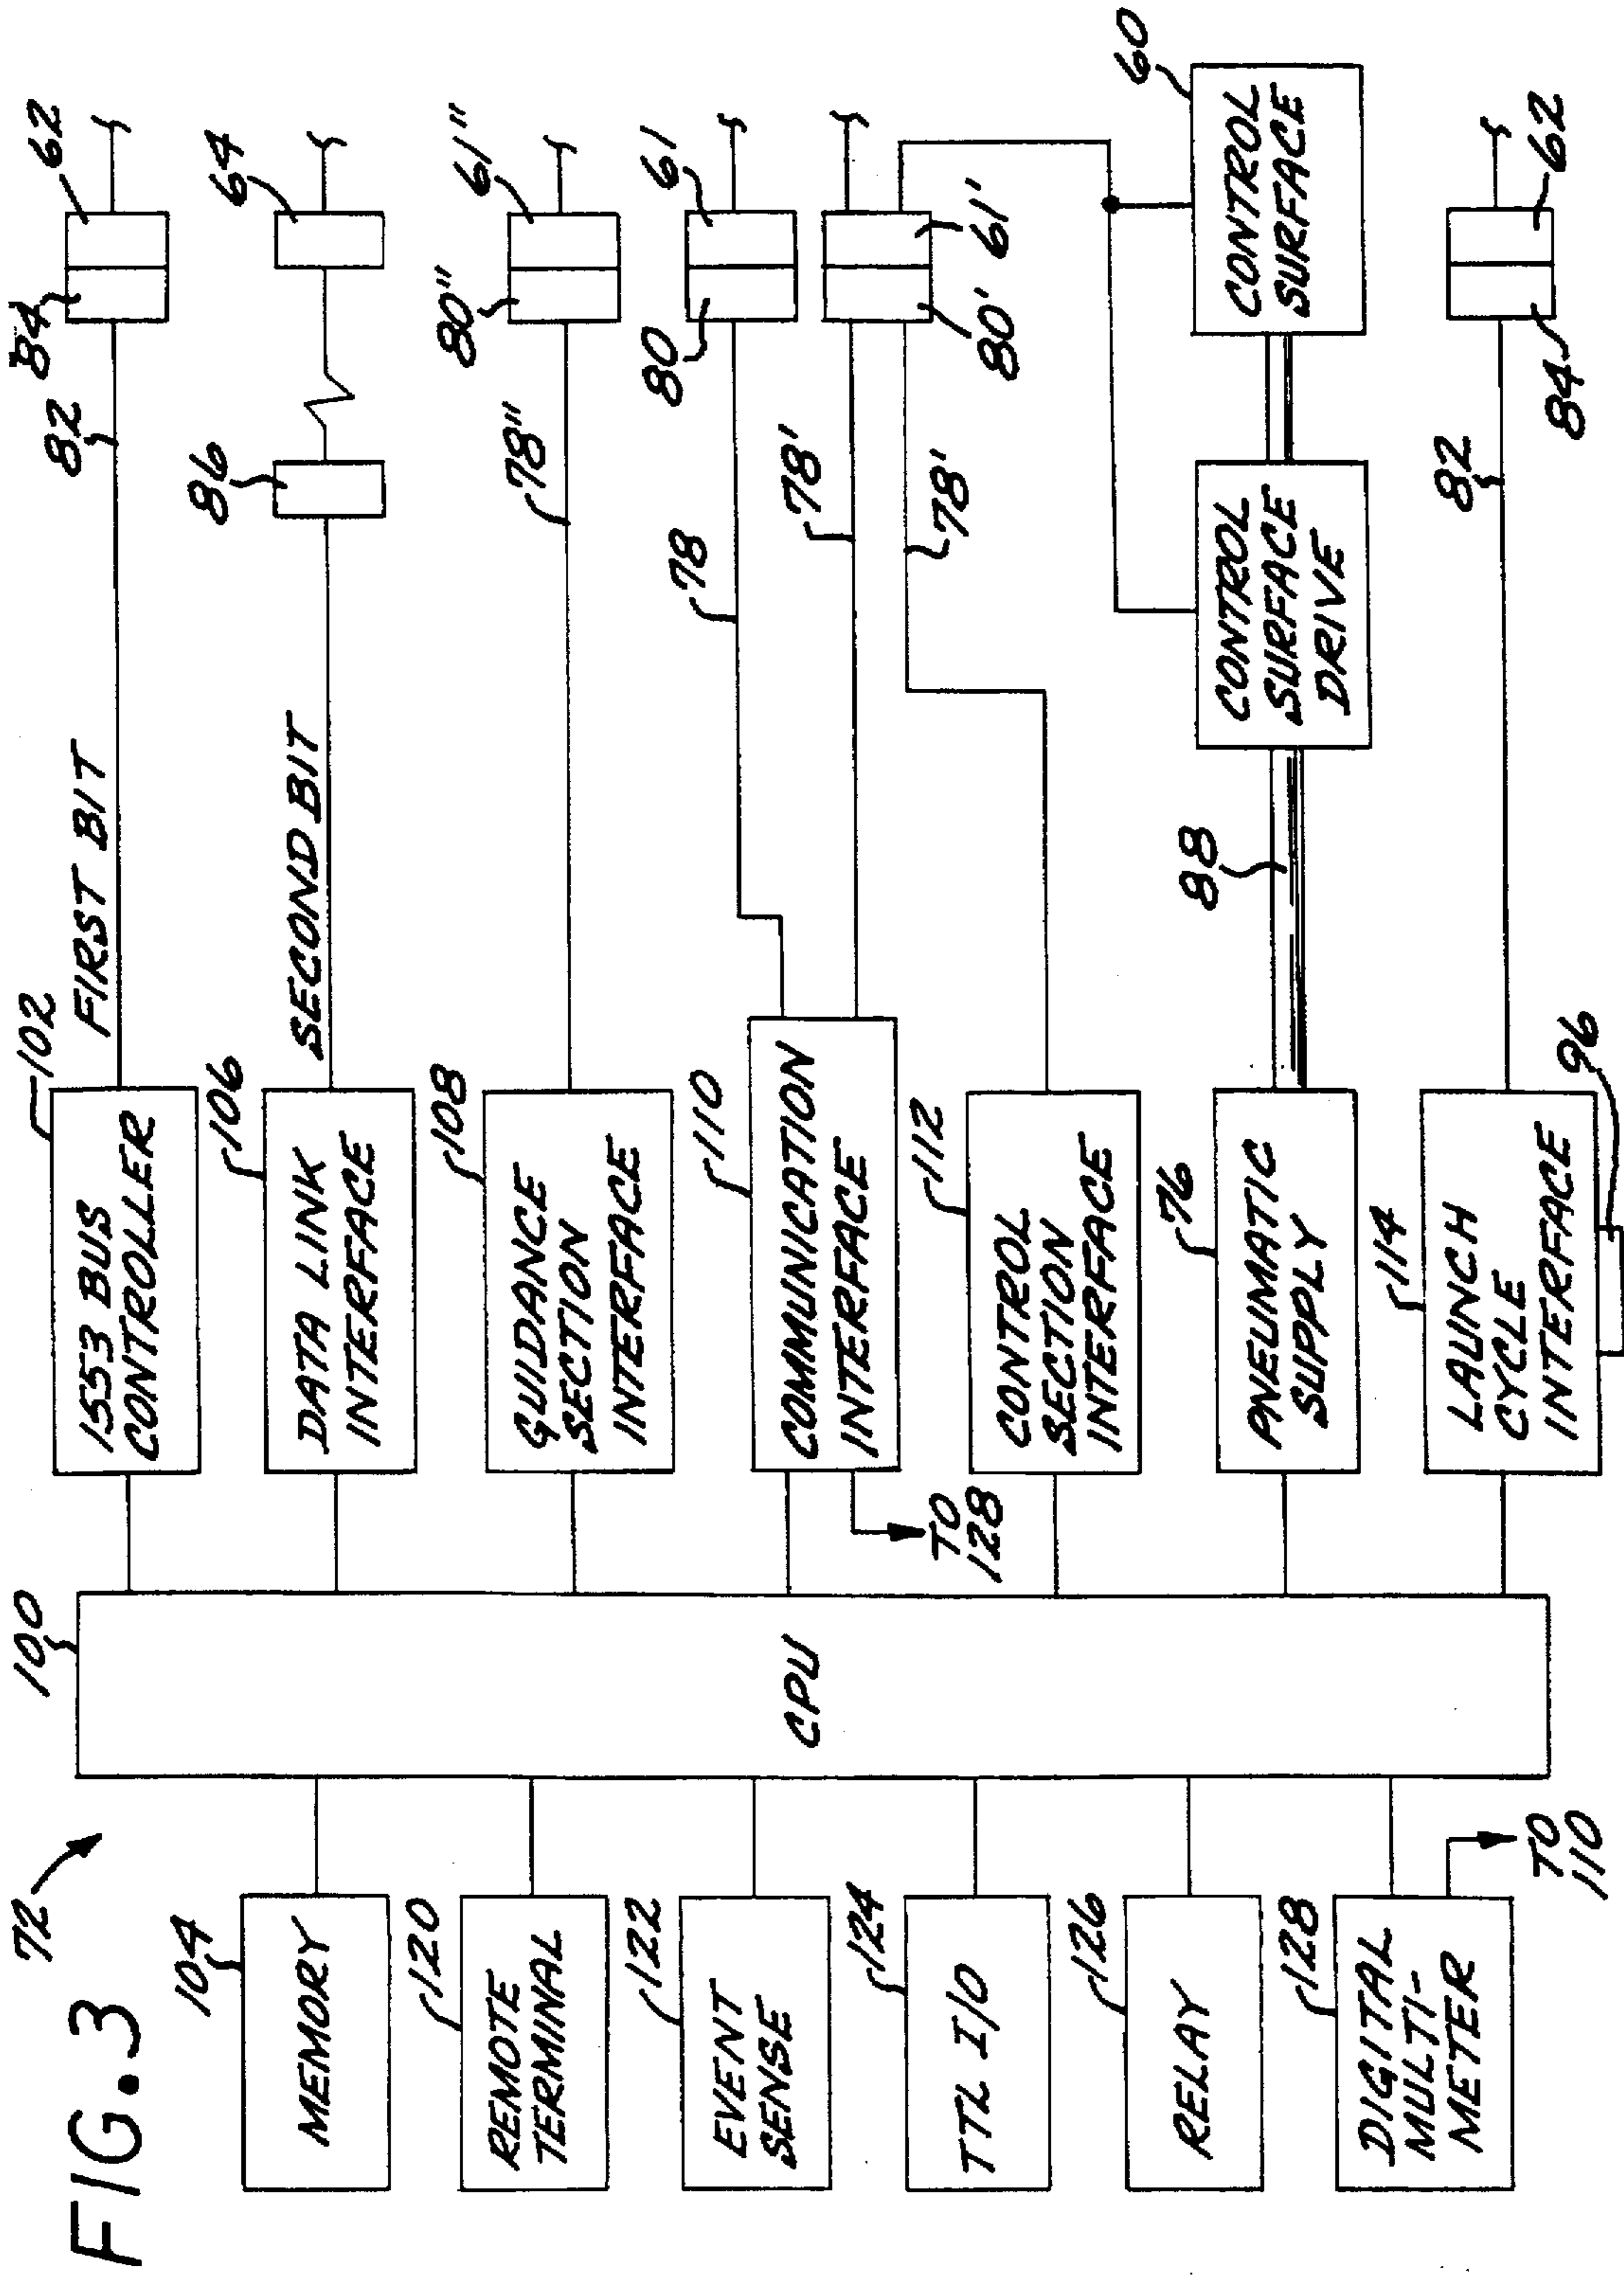 FIG.3
72
100
CPU
104
MEMORY
120
REMOTE
TERMINAL
122
EVENT
SENSE
124
TTL I/O
126
RELAY
128
DIGITAL
MULTI-
METER
TO
110
102
1553 BUS
CONTROLLER
FIRST BIT
82
84
62
106
DATA LINK
INTERFACE
SECOND BIT
86
64
108
GUIDANCE
SECTION
INTERFACE
78"
80"
61"
110
COMMUNICATION
INTERFACE
TO
128
78
80
61
78'
80'
61'
112
CONTROL
SECTION
INTERFACE
78'
76
PNEUMATIC
SUPPLY
88
CONTROL
SURFACE
DRIVE
60
CONTROL
SURFACE
114
LAUNCH
CYCLE
INTERFACE
96
82
84
62